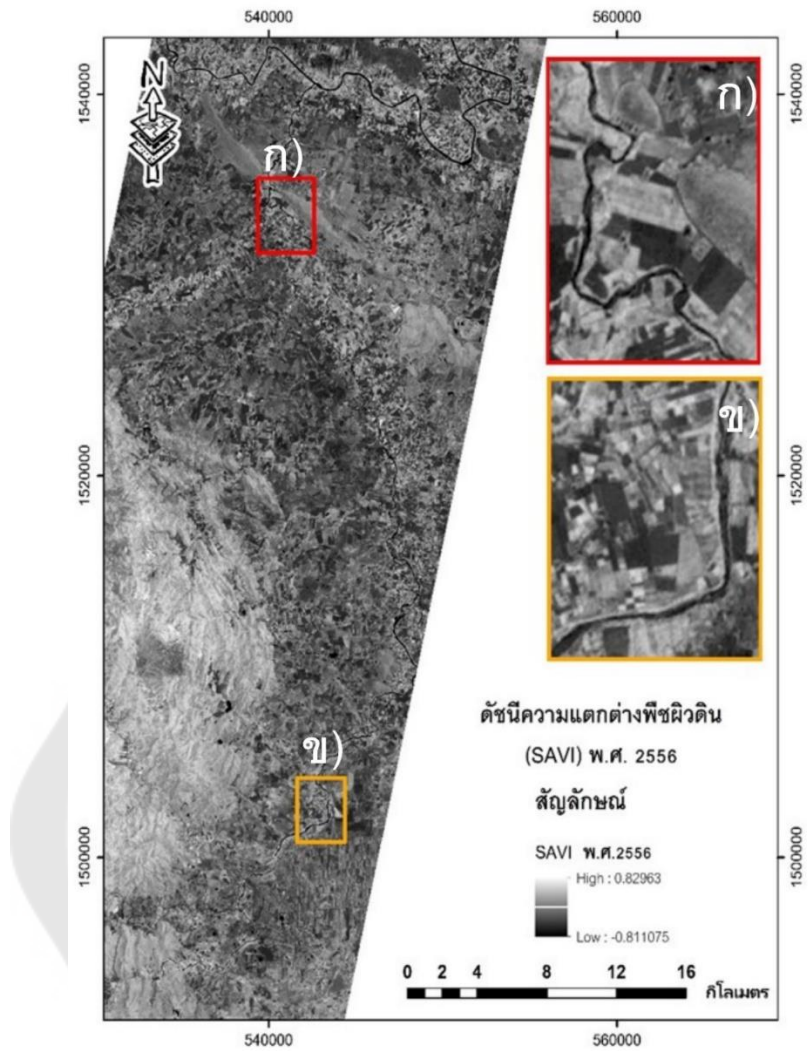 540000
560000
1540000
1540000
N
ก)
ก)
1520000
1520000
ข)
ดัชนีความแตกต่างพืชผิวดิน
(SAVI) พ.ศ. 2556
สัญลักษณ์
ข)
SAVI พ.ศ.2556
High : 0.82963
Low : -0.811075
1500000
1500000
0 2 4 8 12 16
กิโลเมตร
540000
560000